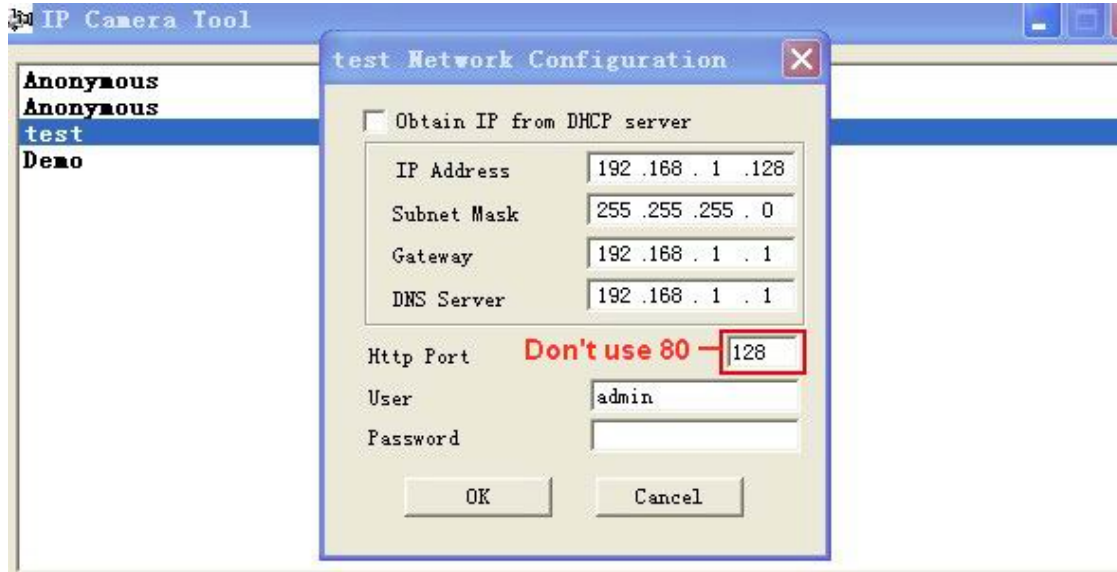 IP Camera Tool
Anonymous
Anonymous
test
Demo
test Network Configuration
Obtain IP from DHCP server
IP Address 192 .168 . 1 .128
Subnet Mask 255 .255 .255 . 0
Gateway 192 .168 . 1 . 1
DNS Server 192 .168 . 1 . 1
Http Port Don't use 80 128
User admin
Password
OK Cancel